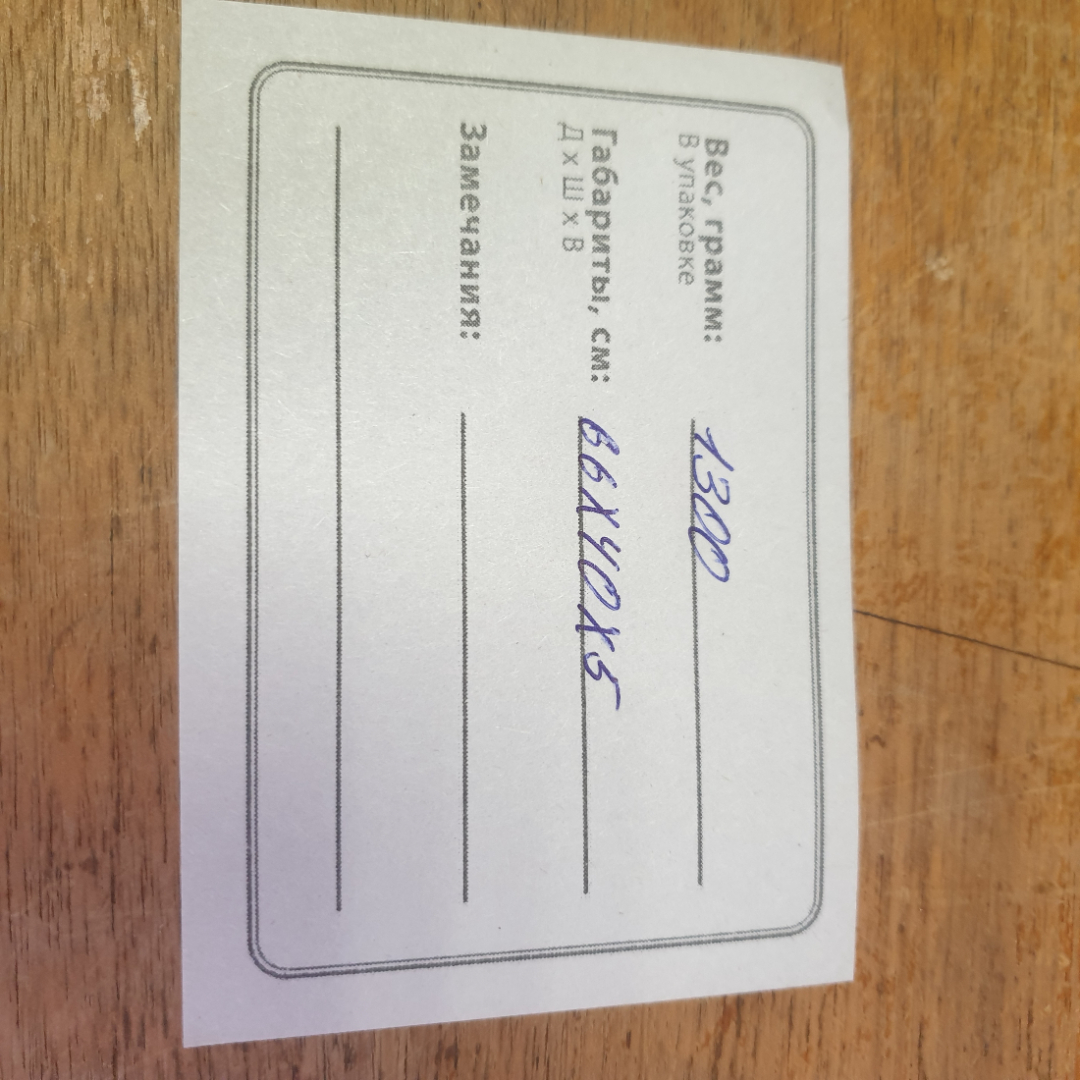 Вес, грамм: 1300
В упаковке
Габариты, см: 66х40х5
Д х Ш х В
Замечания: